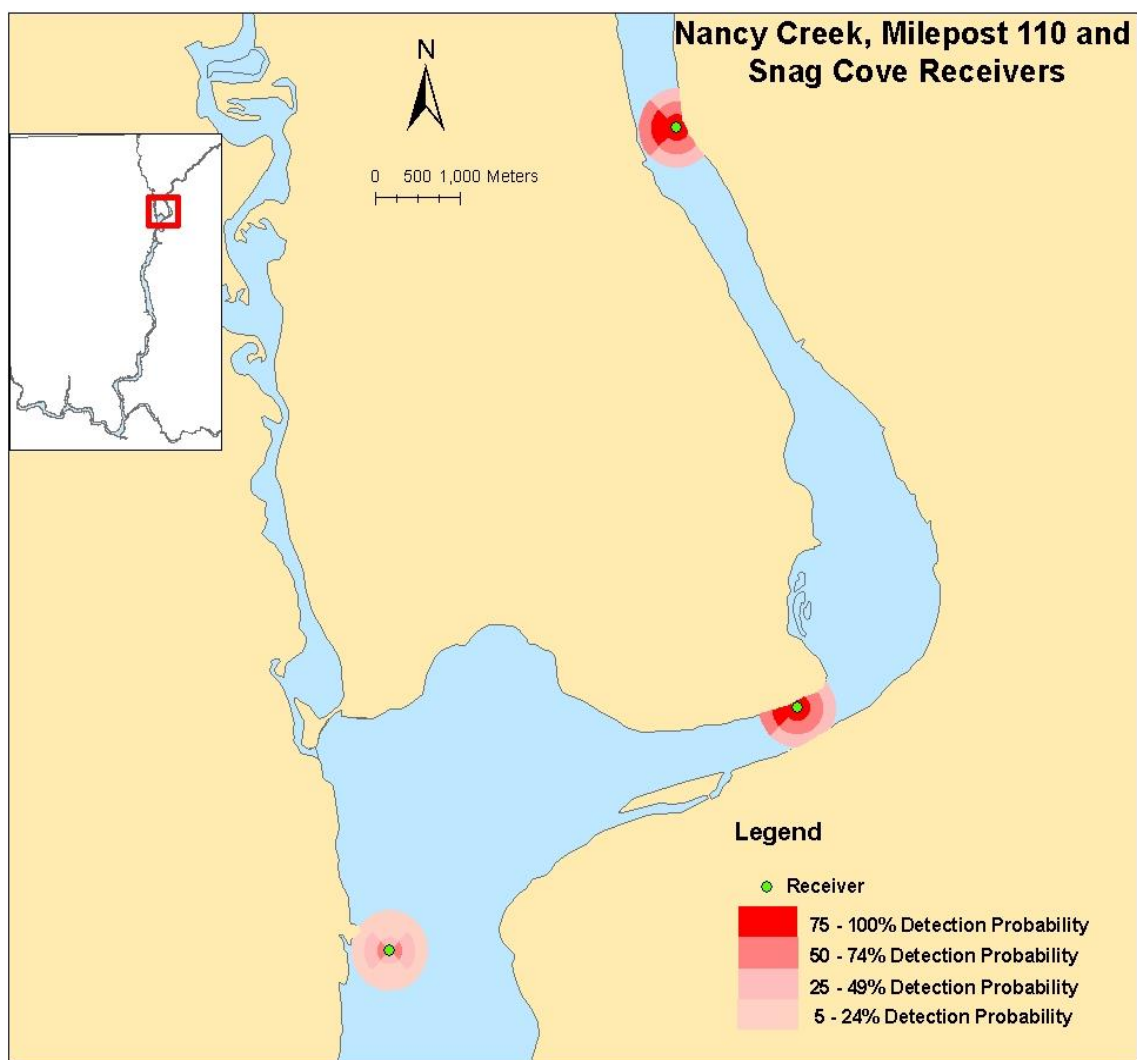 Nancy Creek, Milepost 110 and
Snag Cove Receivers
N
0 500 1,000 Meters
Legend
Receiver
75 - 100% Detection Probability
50 - 74% Detection Probability
25 - 49% Detection Probability
5 - 24% Detection Probability